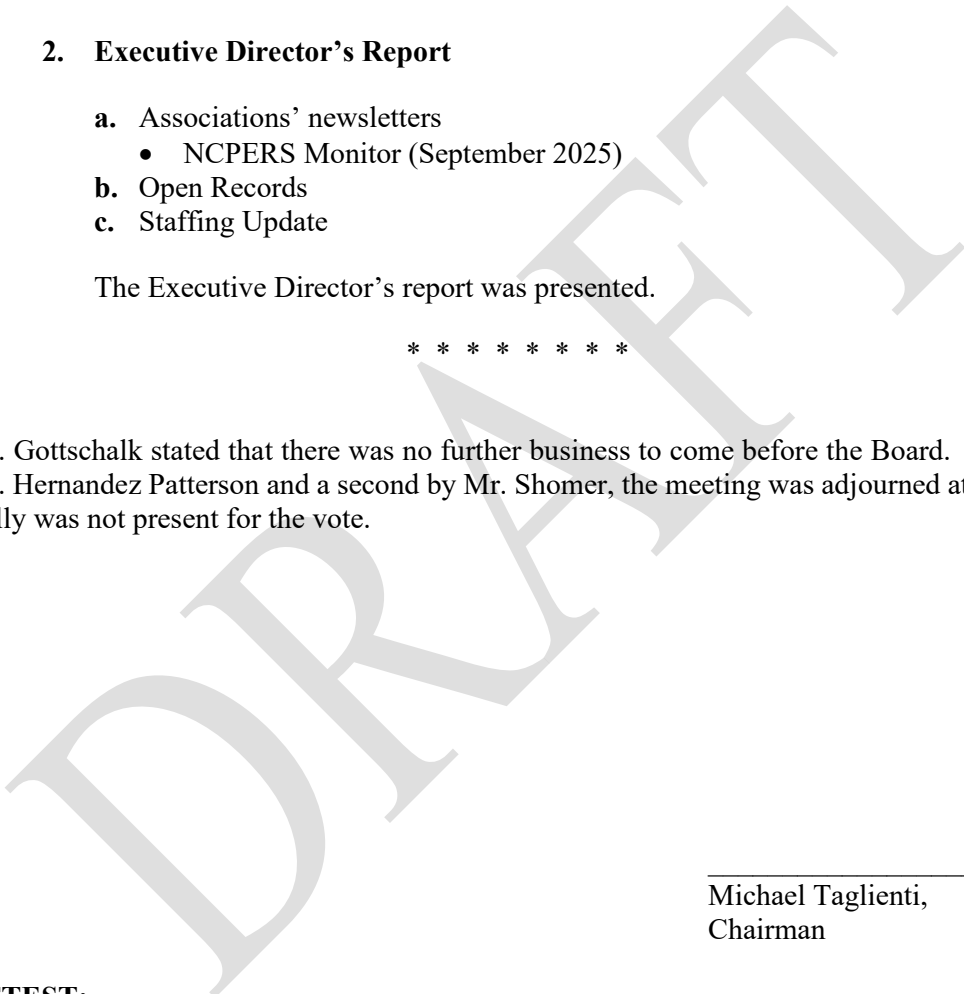 2. Executive Director’s Report
a. Associations’ newsletters
• NCPERS Monitor (September 2025)
b. Open Records
c. Staffing Update
The Executive Director’s report was presented.
* * * * * * * *
. Gottschalk stated that there was no further business to come before the Board.
. Hernandez Patterson and a second by Mr. Shomer, the meeting was adjourned at
lly was not present for the vote.
DRAFT
Michael Taglienti,
Chairman